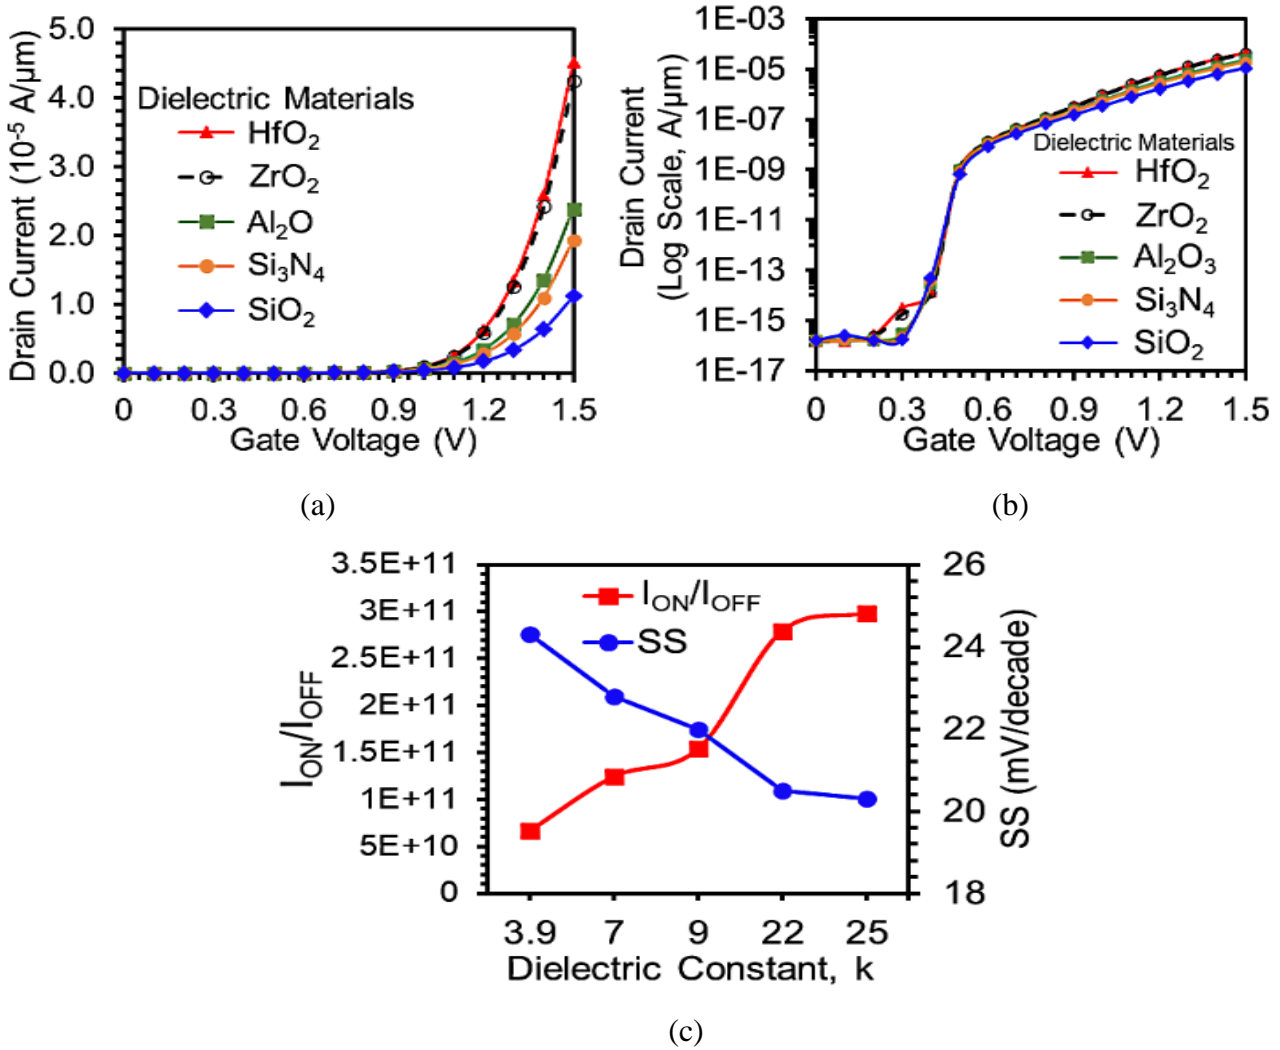 5.0
4.0
3.0
2.0
1.0
0.0
Drain Current (10⁻⁵ A/μm)
Dielectric Materials
HfO₂
ZrO₂
Al₂O
Si₃N₄
SiO₂
0 0.3 0.6 0.9 1.2 1.5
Gate Voltage (V)
(a)
1E-03
1E-05
1E-07
1E-09
1E-11
1E-13
1E-15
1E-17
Drain Current
(Log Scale, A/μm)
Dielectric Materials
HfO₂
ZrO₂
Al₂O₃
Si₃N₄
SiO₂
0 0.3 0.6 0.9 1.2 1.5
Gate Voltage (V)
(b)
3.5E+11
3E+11
2.5E+11
2E+11
1.5E+11
1E+11
5E+10
0
I_ON/I_OFF
I_ON/I_OFF
SS
26
24
22
20
18
SS (mV/decade)
3.9 7 9 22 25
Dielectric Constant, k
(c)